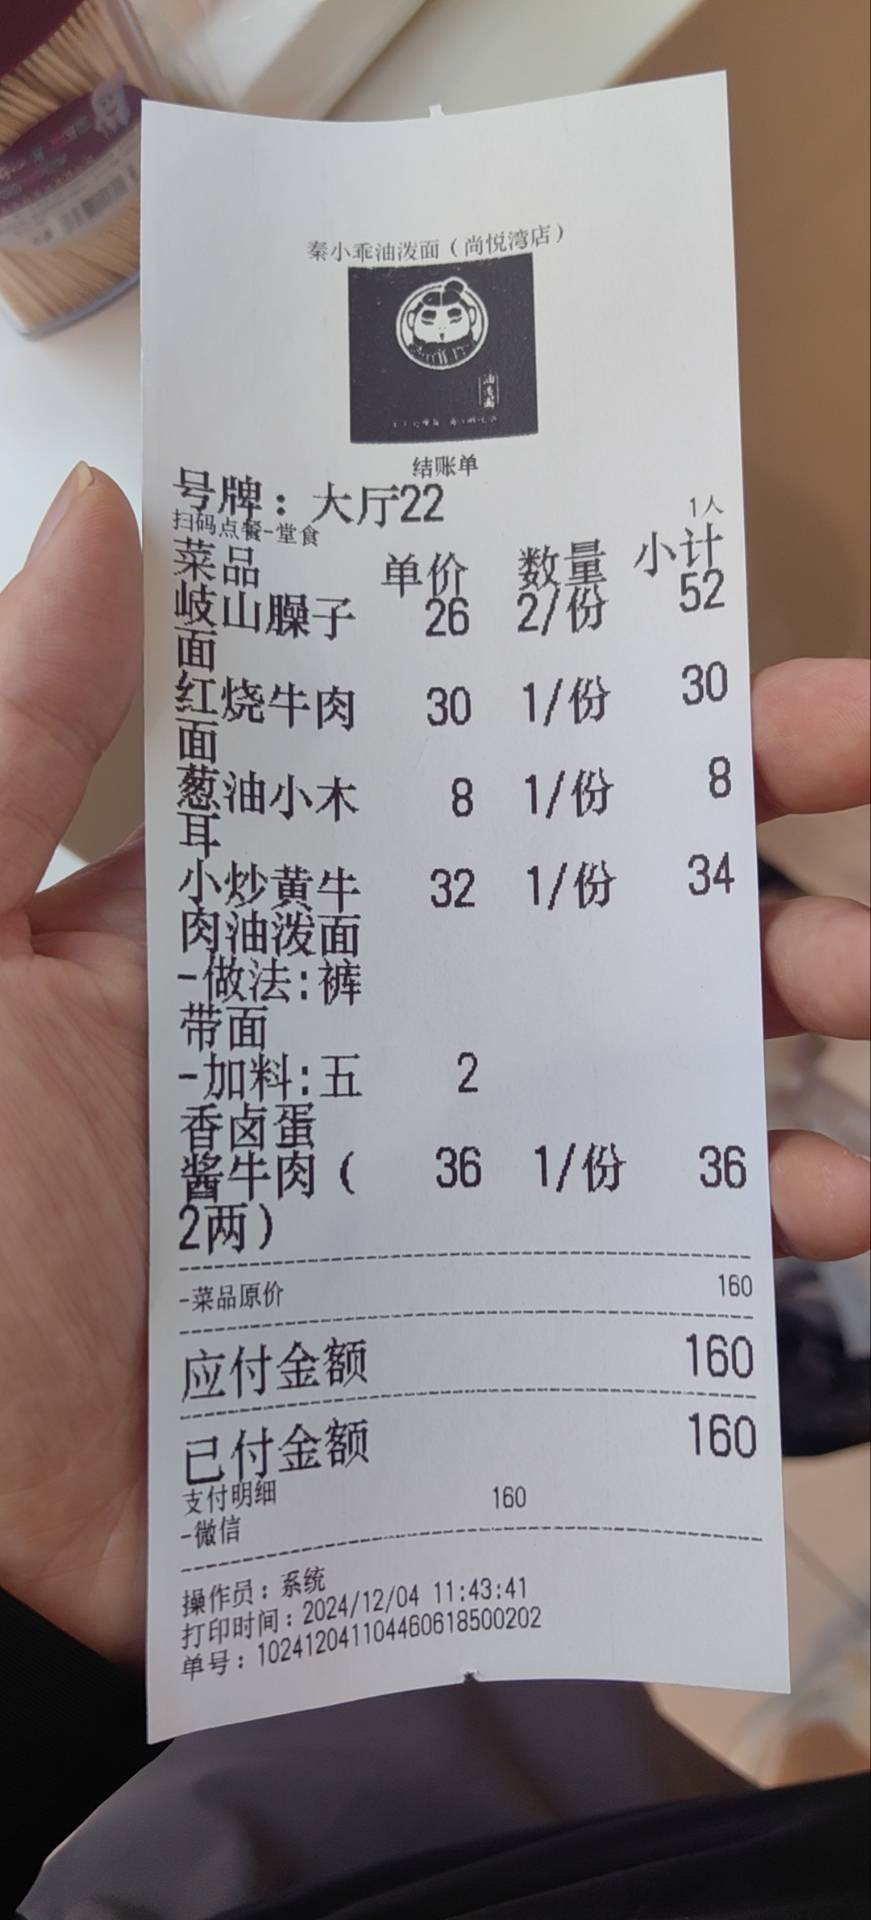 秦小乖油泼面（尚悦湾店）
油泼面
结账单
号牌：大厅22
1人
扫码点餐-堂食
菜品 单价 数量 小计
岐山臊子 26 2/份 52
面
红烧牛肉 30 1/份 30
面
葱油小木 8 1/份 8
耳
小炒黄牛 32 1/份 34
肉油泼面
-做法:裤
带面
-加料:五 2
香卤蛋
酱牛肉( 36 1/份 36
2两)
-菜品原价 160
应付金额 160
已付金额 160
支付明细
-微信 160
操作员：系统
打印时间：2024/12/04 11:43:41
单号：102412041104460618500202